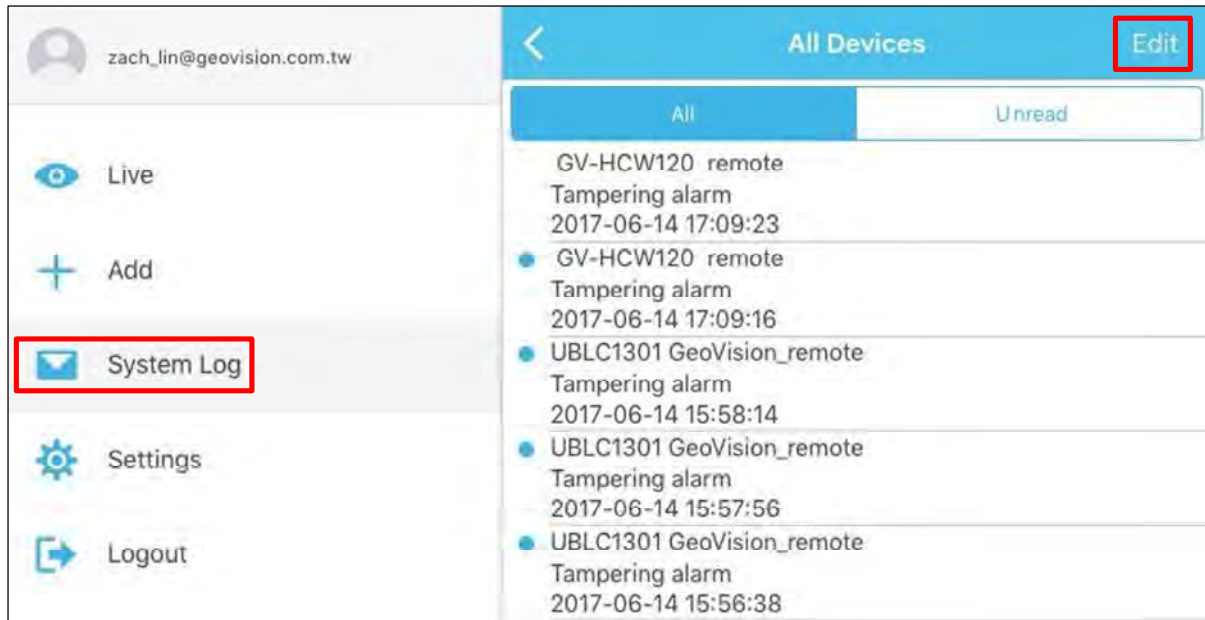 zach_lin@geovision.com.tw
Live
Add
System Log
Settings
Logout
All Devices
Edit
All
Unread
GV-HCW120 remote
Tampering alarm
2017-06-14 17:09:23
GV-HCW120 remote
Tampering alarm
2017-06-14 17:09:16
UBLC1301 GeoVision_remote
Tampering alarm
2017-06-14 15:58:14
UBLC1301 GeoVision_remote
Tampering alarm
2017-06-14 15:57:56
UBLC1301 GeoVision_remote
Tampering alarm
2017-06-14 15:56:38